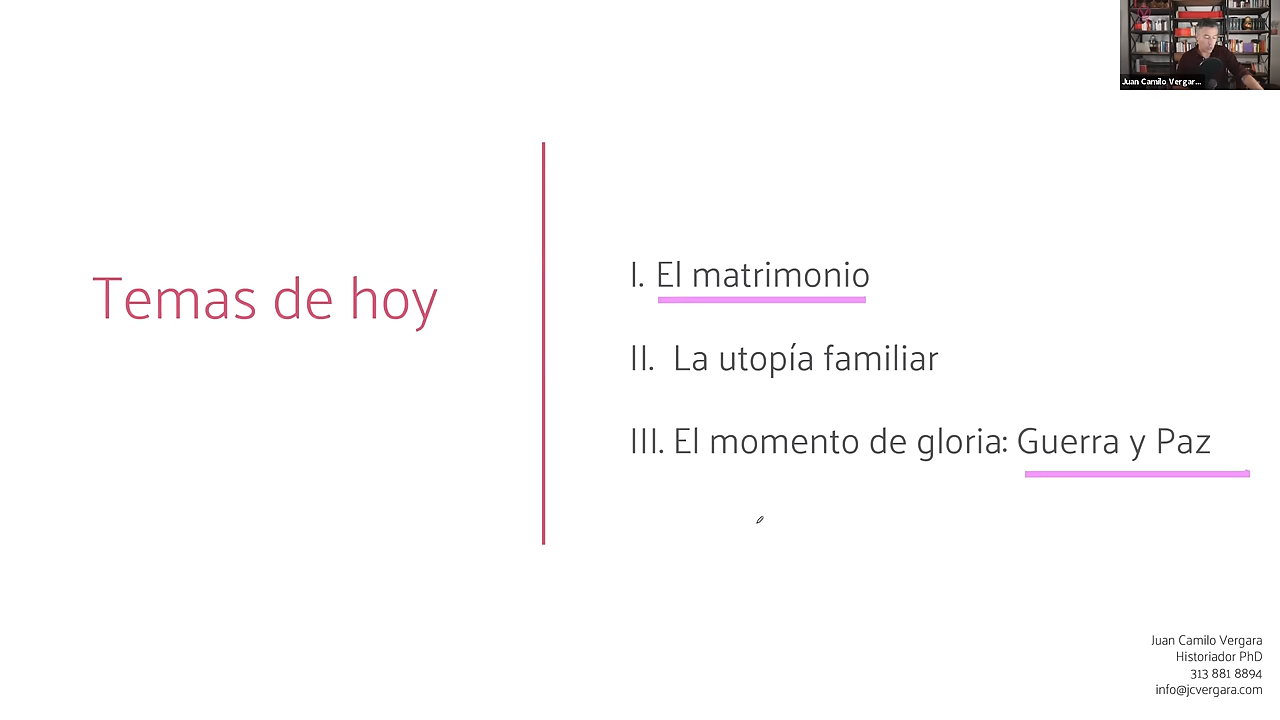 Juan Camilo Vergar...
Temas de hoy
I. El matrimonio
II. La utopía familiar
III. El momento de gloria: Guerra y Paz
Juan Camilo Vergara
Historiador PhD
313 881 8894
info@jcvergara.com